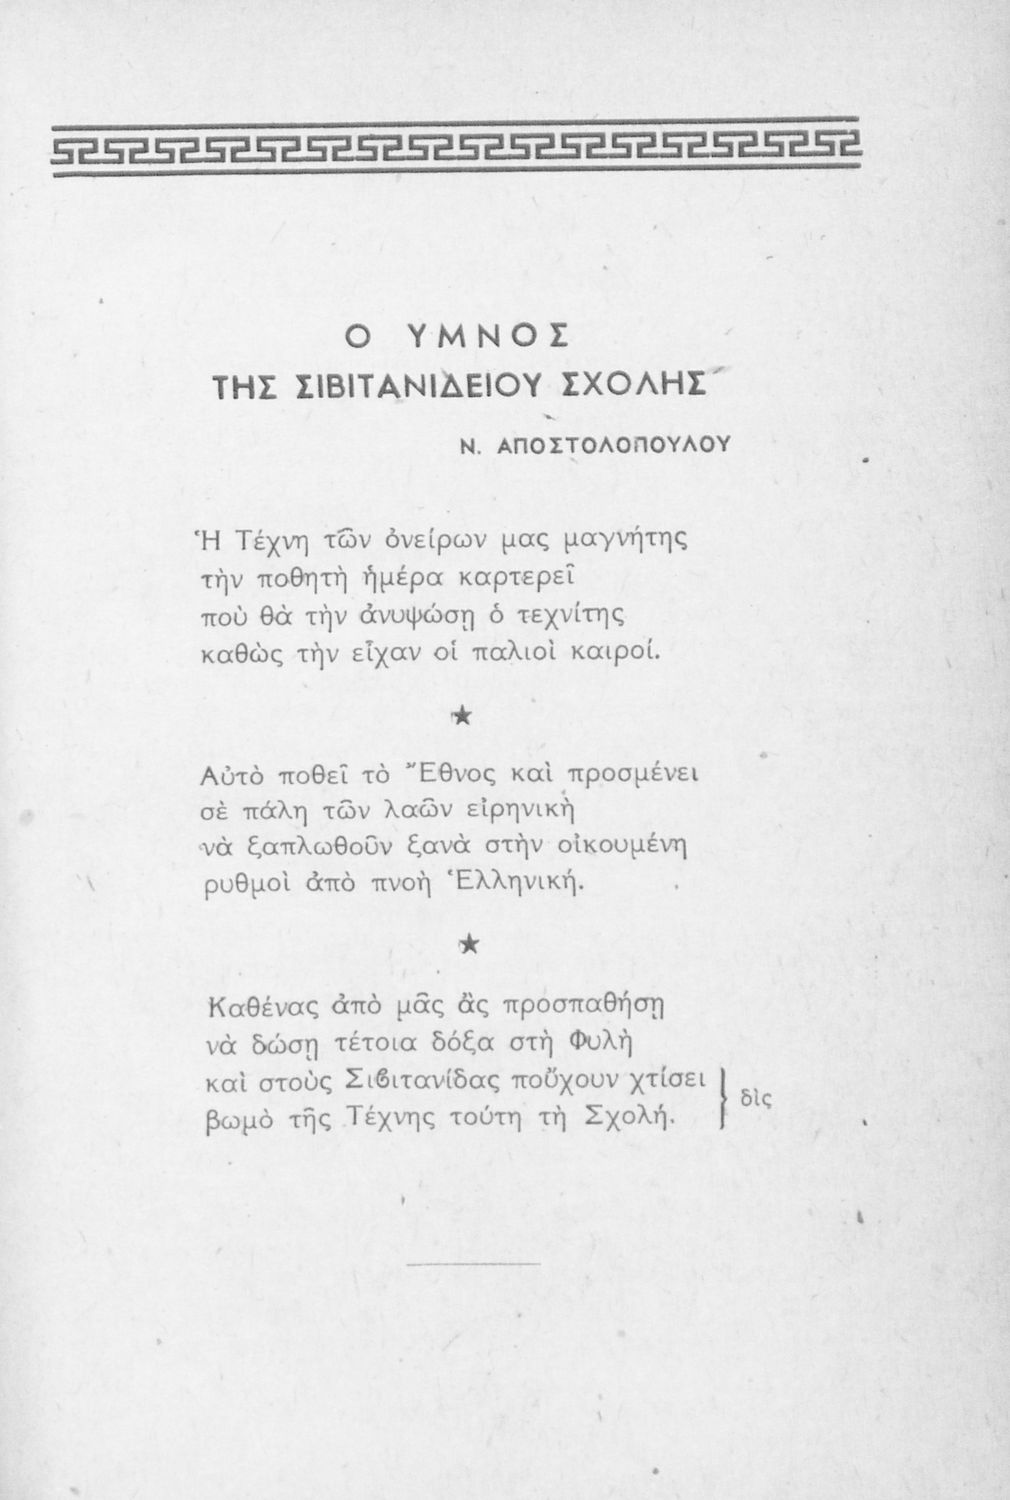 Ο ΥΜΝΟΣ
ΤΗΣ ΣΙΒΙΤΑΝΙΔΕΙΟΥ ΣΧΟΛΗΣ
Ν. ΑΠΟΣΤΟΛΟΠΟΥΛΟΥ
Ἡ Τέχνη τῶν ὀνείρων μας μαγνήτης
τὴν ποθητὴ ἡμέρα καρτερεῖ
ποὺ θὰ τὴν ἀνυψώσῃ ὁ τεχνίτης
καθὼς τὴν εἶχαν οἱ παλιοὶ καιροί.
★
Αὐτὸ ποθεῖ τὸ Ἔθνος καὶ προσμένει
σὲ πάλη τῶν λαῶν εἰρηνικὴ
νὰ ξαπλωθοῦν ξανὰ στὴν οἰκουμένη
ρυθμοὶ ἀπὸ πνοὴ Ἑλληνική.
★
Καθένας ἀπὸ μᾶς ἂς προσπαθήσῃ
νὰ δώσῃ τέτοια δόξα στὴ Φυλὴ
καὶ στοὺς Σιϐιτανίδας ποὔχουν χτίσει
βωμὸ τῆς Τέχνης τούτη τὴ Σχολή.
} δὶς